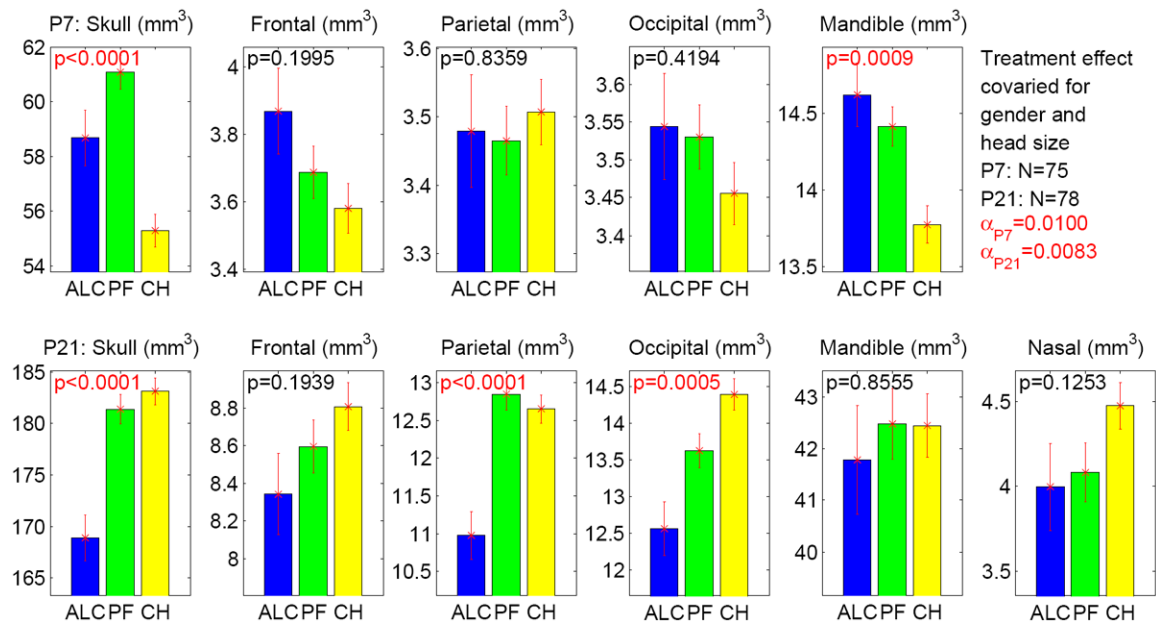 P7: Skull (mm³)
Frontal (mm³)
Parietal (mm³)
Occipital (mm³)
Mandible (mm³)
p<0.0001
p=0.1995
p=0.8359
p=0.4194
p=0.0009
62
60
58
56
54
4
3.8
3.6
3.4
3.6
3.5
3.4
3.3
3.6
3.55
3.5
3.45
3.4
14.5
14
13.5
ALC PF CH
ALC PF CH
ALC PF CH
ALC PF CH
ALC PF CH
Treatment effect
covaried for
gender and
head size
P7: N=75
P21: N=78
αP7=0.0100
αP21=0.0083
P21: Skull (mm³)
Frontal (mm³)
Parietal (mm³)
Occipital (mm³)
Mandible (mm³)
Nasal (mm³)
p<0.0001
p=0.1939
p<0.0001
p=0.0005
p=0.8555
p=0.1253
185
180
175
170
165
8.8
8.6
8.4
8.2
8
13
12.5
12
11.5
11
10.5
14.5
14
13.5
13
12.5
12
43
42
41
40
4.5
4
3.5
ALC PF CH
ALC PF CH
ALC PF CH
ALC PF CH
ALC PF CH
ALC PF CH